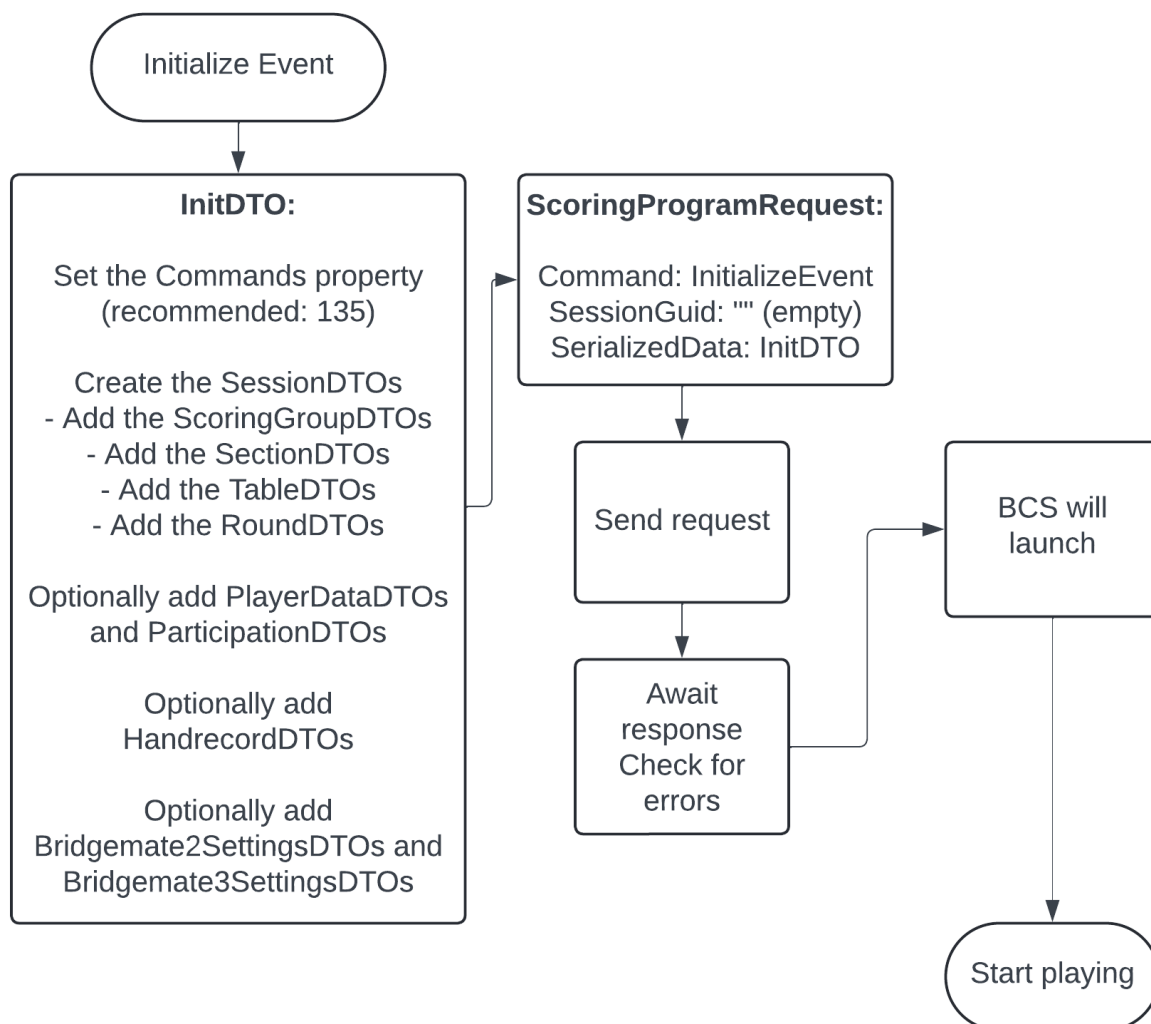 Initialize Event
InitDTO:
Set the Commands property
(recommended: 135)
Create the SessionDTOs
- Add the ScoringGroupDTOs
- Add the SectionDTOs
- Add the TableDTOs
- Add the RoundDTOs
Optionally add PlayerDataDTOs
and ParticipationDTOs
Optionally add
HandrecordDTOs
Optionally add
Bridgemate2SettingsDTOs and
Bridgemate3SettingsDTOs
ScoringProgramRequest:
Command: InitializeEvent
SessionGuid: "" (empty)
SerializedData: InitDTO
Send request
Await
response
Check for
errors
BCS will
launch
Start playing